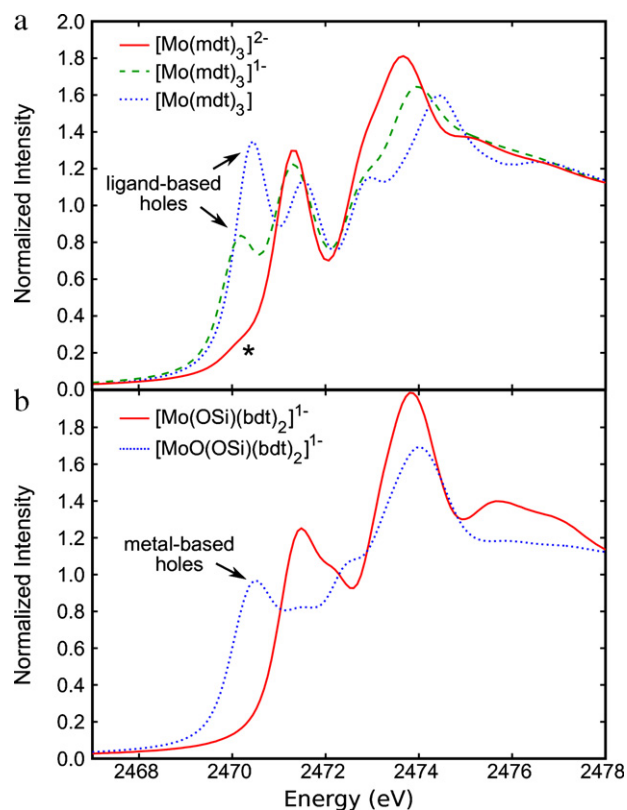 a
2.0
1.8
1.6
1.4
1.2
1.0
0.8
0.6
0.4
0.2
0.0
Normalized Intensity
[Mo(mdt)3]2-
[Mo(mdt)3]1-
[Mo(mdt)3]
ligand-based
holes
*
b
1.8
1.6
1.4
1.2
1.0
0.8
0.6
0.4
0.2
0.0
Normalized Intensity
[Mo(OSi)(bdt)2]1-
[MoO(OSi)(bdt)2]1-
metal-based
holes
2468 2470 2472 2474 2476 2478
Energy (eV)